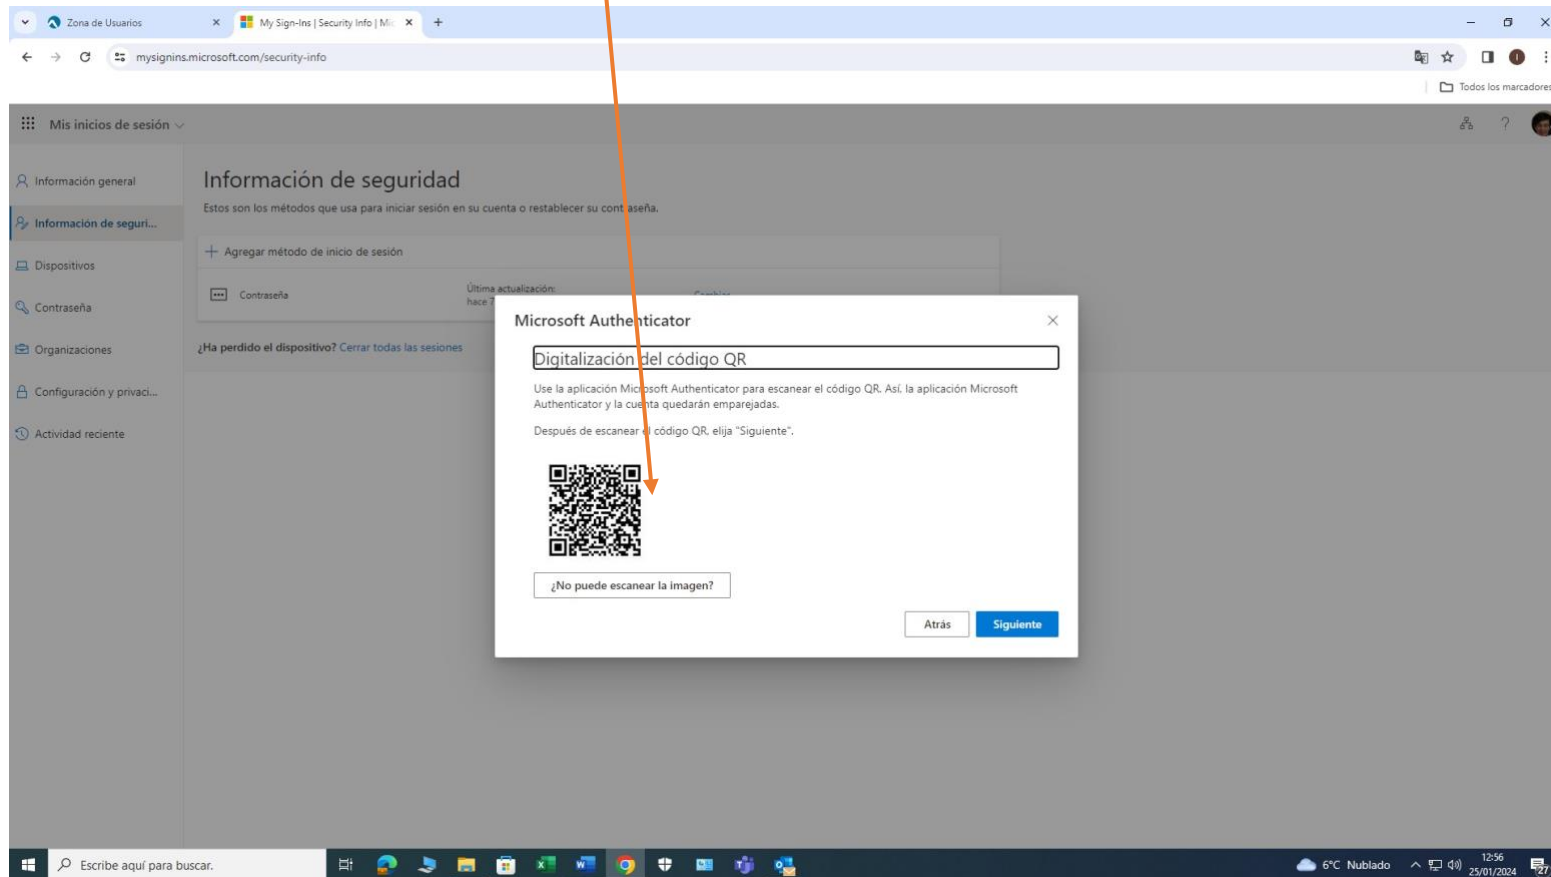 Zona de Usuarios
My Sign-Ins | Security Info | Mic
mysignins.microsoft.com/security-info
Todos los marcadores
Mis inicios de sesión
?
Información general
Información de seguri...
Dispositivos
Contraseña
Organizaciones
Configuración y privaci...
Actividad reciente
Información de seguridad
Estos son los métodos que usa para iniciar sesión en su cuenta o restablecer su contraseña.
+ Agregar método de inicio de sesión
Contraseña
Última actualización:
hace 7
Cambiar
¿Ha perdido el dispositivo? Cerrar todas las sesiones
Microsoft Authenticator
Digitalización del código QR
Use la aplicación Microsoft Authenticator para escanear el código QR. Así, la aplicación Microsoft
Authenticator y la cuenta quedarán emparejadas.
Después de escanear el código QR, elija "Siguiente".
¿No puede escanear la imagen?
Atrás
Siguiente
Escribe aquí para buscar.
6°C Nublado
12:56
25/01/2024
27